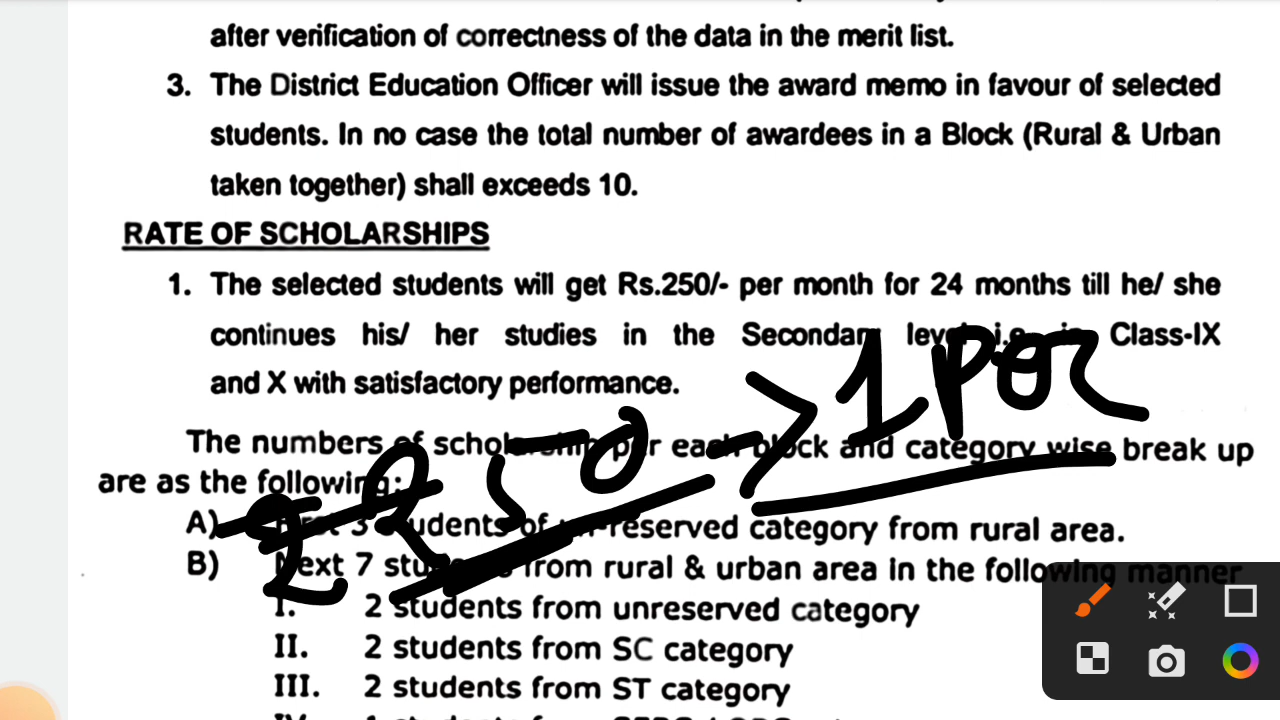 after verification of correctness of the data in the merit list.
3. The District Education Officer will issue the award memo in favour of selected
students. In no case the total number of awardees in a Block (Rural & Urban
taken together) shall exceeds 10.
RATE OF SCHOLARSHIPS
1. The selected students will get Rs.250/- per month for 24 months till he/ she
continues his/ her studies in the Secondary level i.e. in Class-IX
and X with satisfactory performance.
₹250 -> 1
The numbers of scholarship per each block and category wise break up
are as the following:
A) First 3 students of un-reserved category from rural area.
B) Next 7 students from rural & urban area in the following manner
I. 2 students from unreserved category
II. 2 students from SC category
III. 2 students from ST category